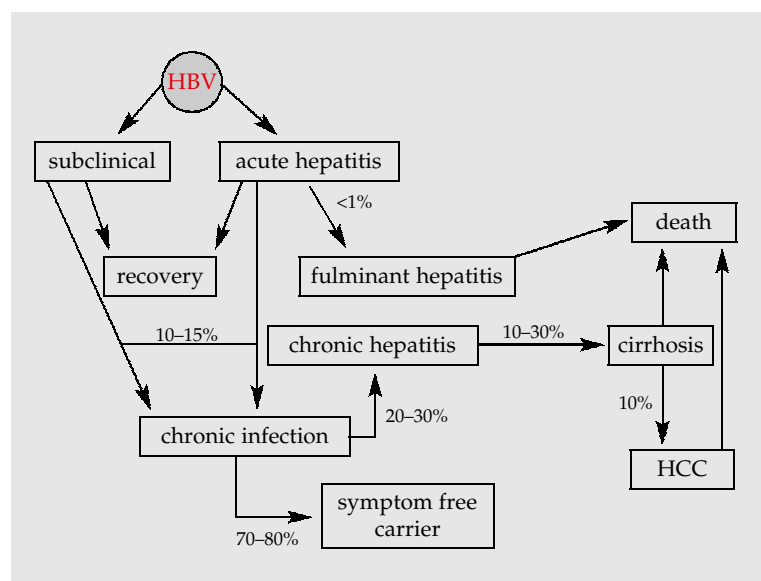 HBV
subclinical
acute hepatitis
<1%
death
recovery
fulminant hepatitis
10–15%
chronic hepatitis
10–30%
cirrhosis
20–30%
10%
chronic infection
HCC
symptom free
carrier
70–80%